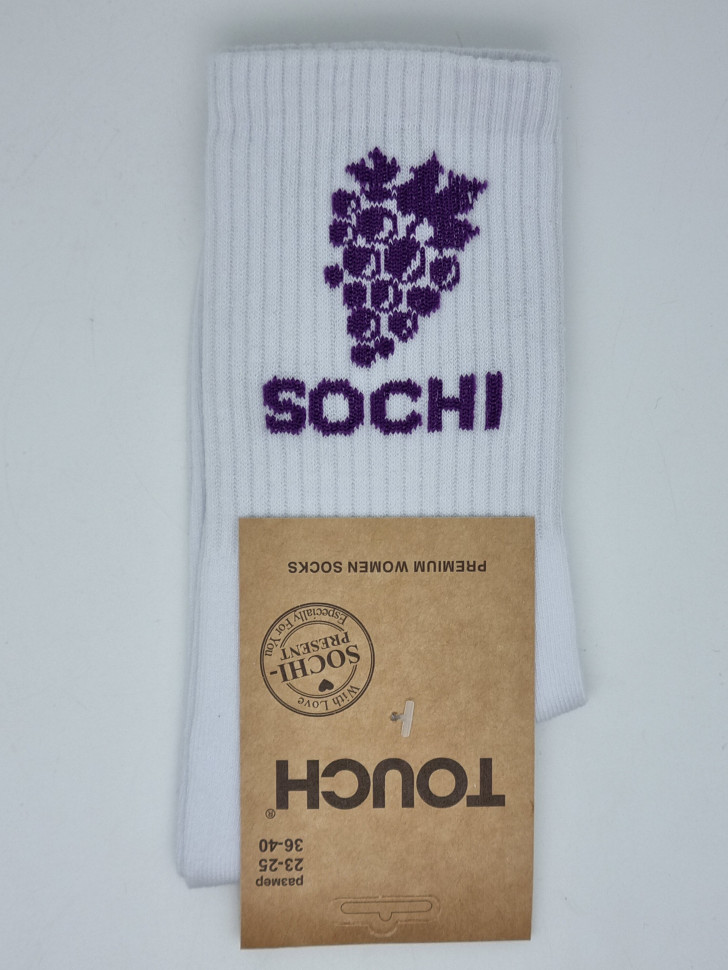 SOCHI
TOUCH®
размер
23-25
36-40
With Love
SOCHI-
PRESENT
Especially For You
PREMIUM WOMEN SOCKS